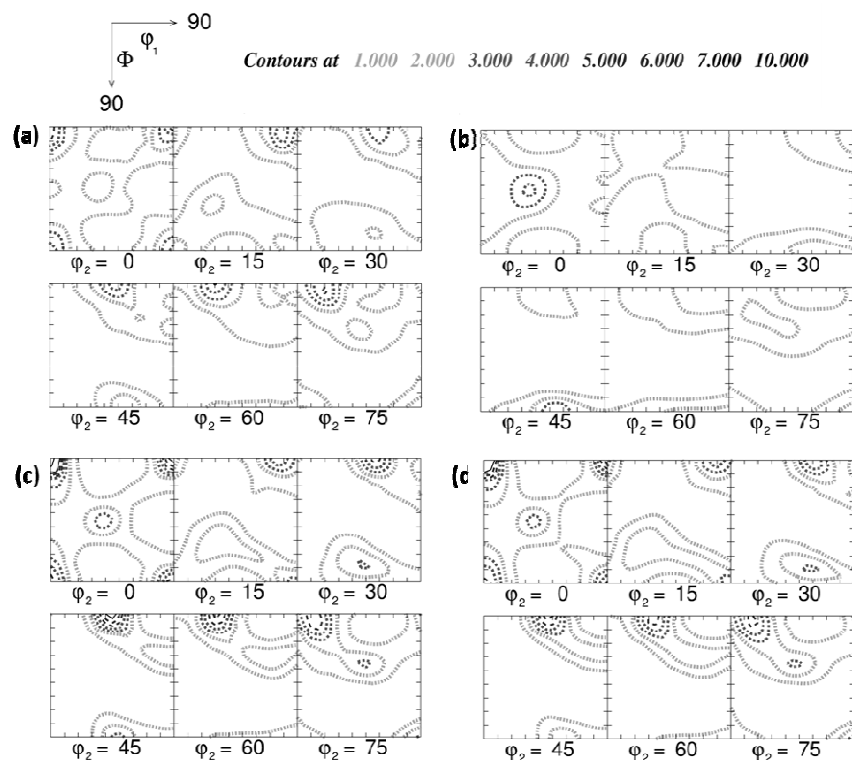 φ₁ 90
Φ
90
Contours at 1.000 2.000 3.000 4.000 5.000 6.000 7.000 10.000
(a)
φ₂ = 0 φ₂ = 15 φ₂ = 30
φ₂ = 45 φ₂ = 60 φ₂ = 75
(b)
φ₂ = 0 φ₂ = 15 φ₂ = 30
φ₂ = 45 φ₂ = 60 φ₂ = 75
(c)
φ₂ = 0 φ₂ = 15 φ₂ = 30
φ₂ = 45 φ₂ = 60 φ₂ = 75
(d
φ₂ = 0 φ₂ = 15 φ₂ = 30
φ₂ = 45 φ₂ = 60 φ₂ = 75